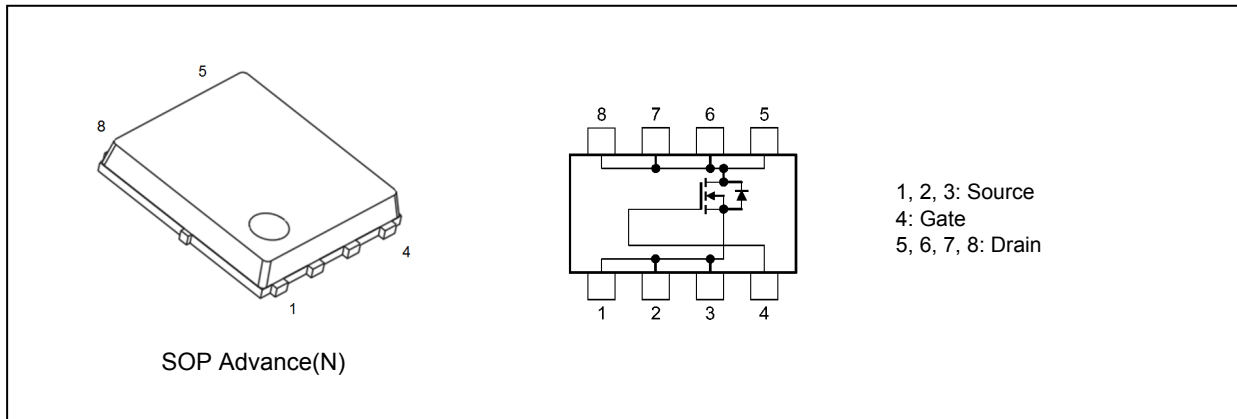 5
8
4
1
SOP Advance(N)
8 7 6 5
1 2 3 4
1, 2, 3: Source
4: Gate
5, 6, 7, 8: Drain